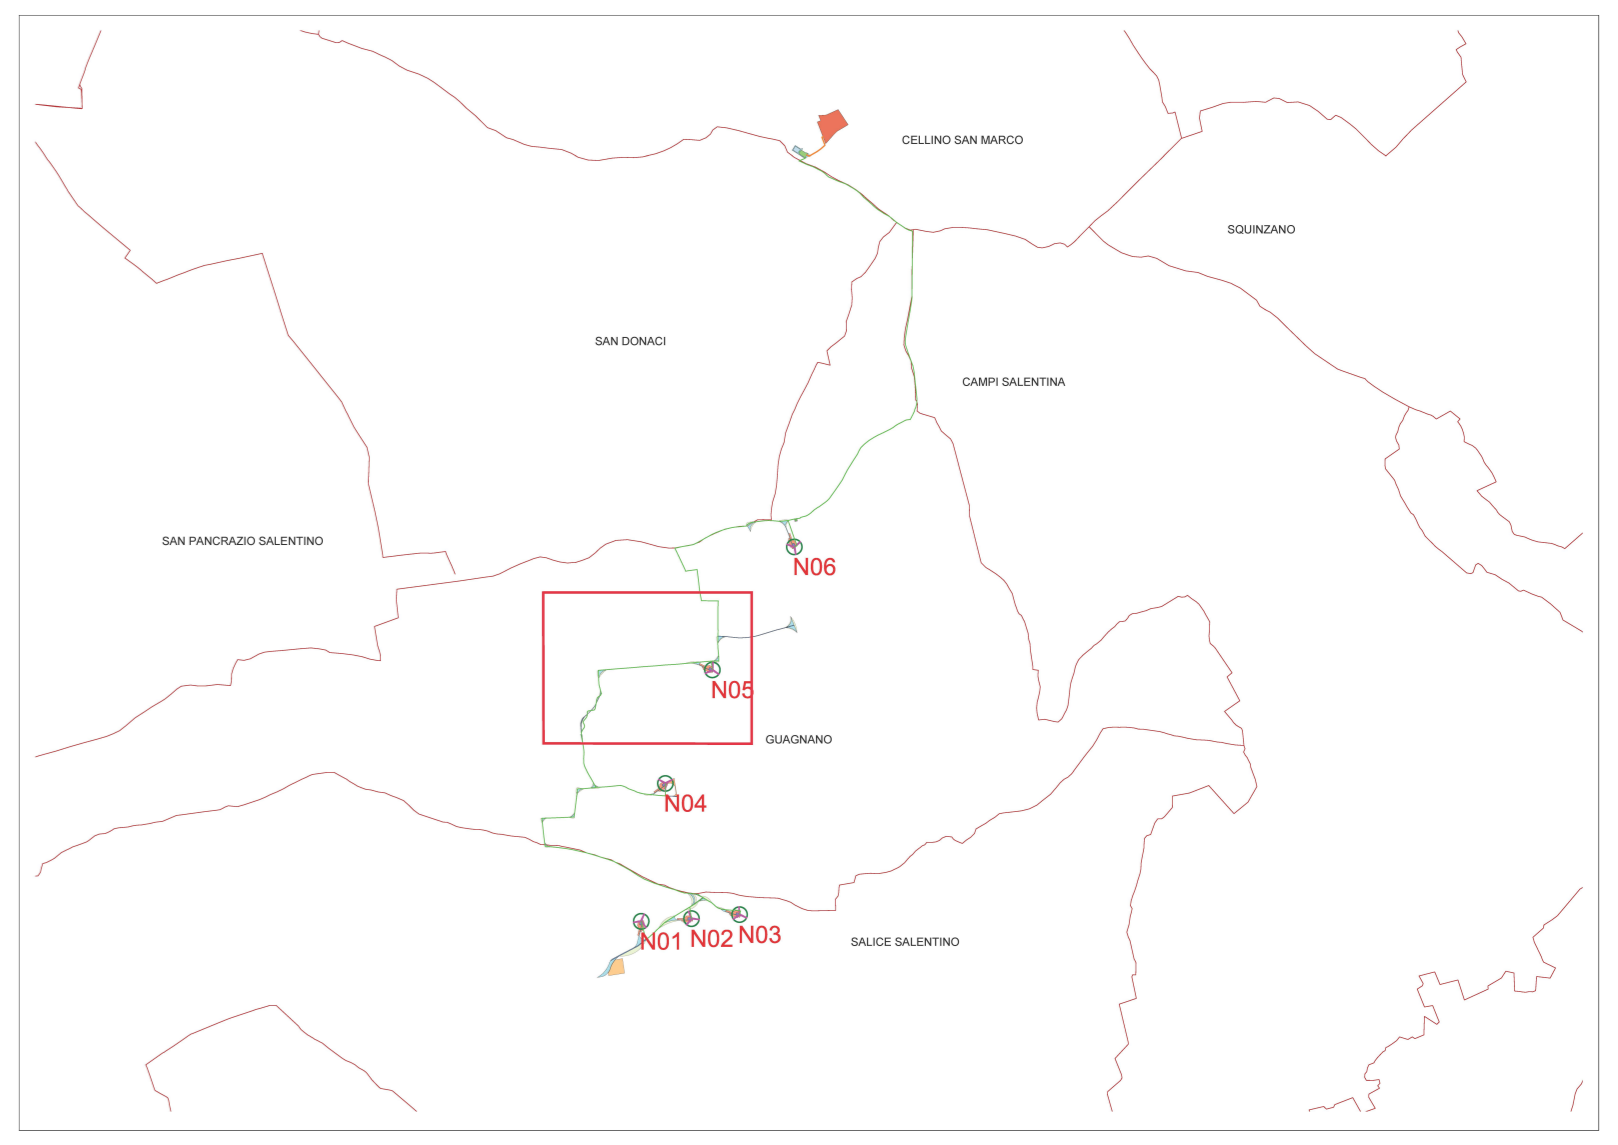 CELLINO SAN MARCO
SQUINZANO
SAN DONACI
CAMPI SALENTINA
SAN PANCRAZIO SALENTINO
N06
N05
GUAGNANO
N04
N01
N02
N03
SALICE SALENTINO